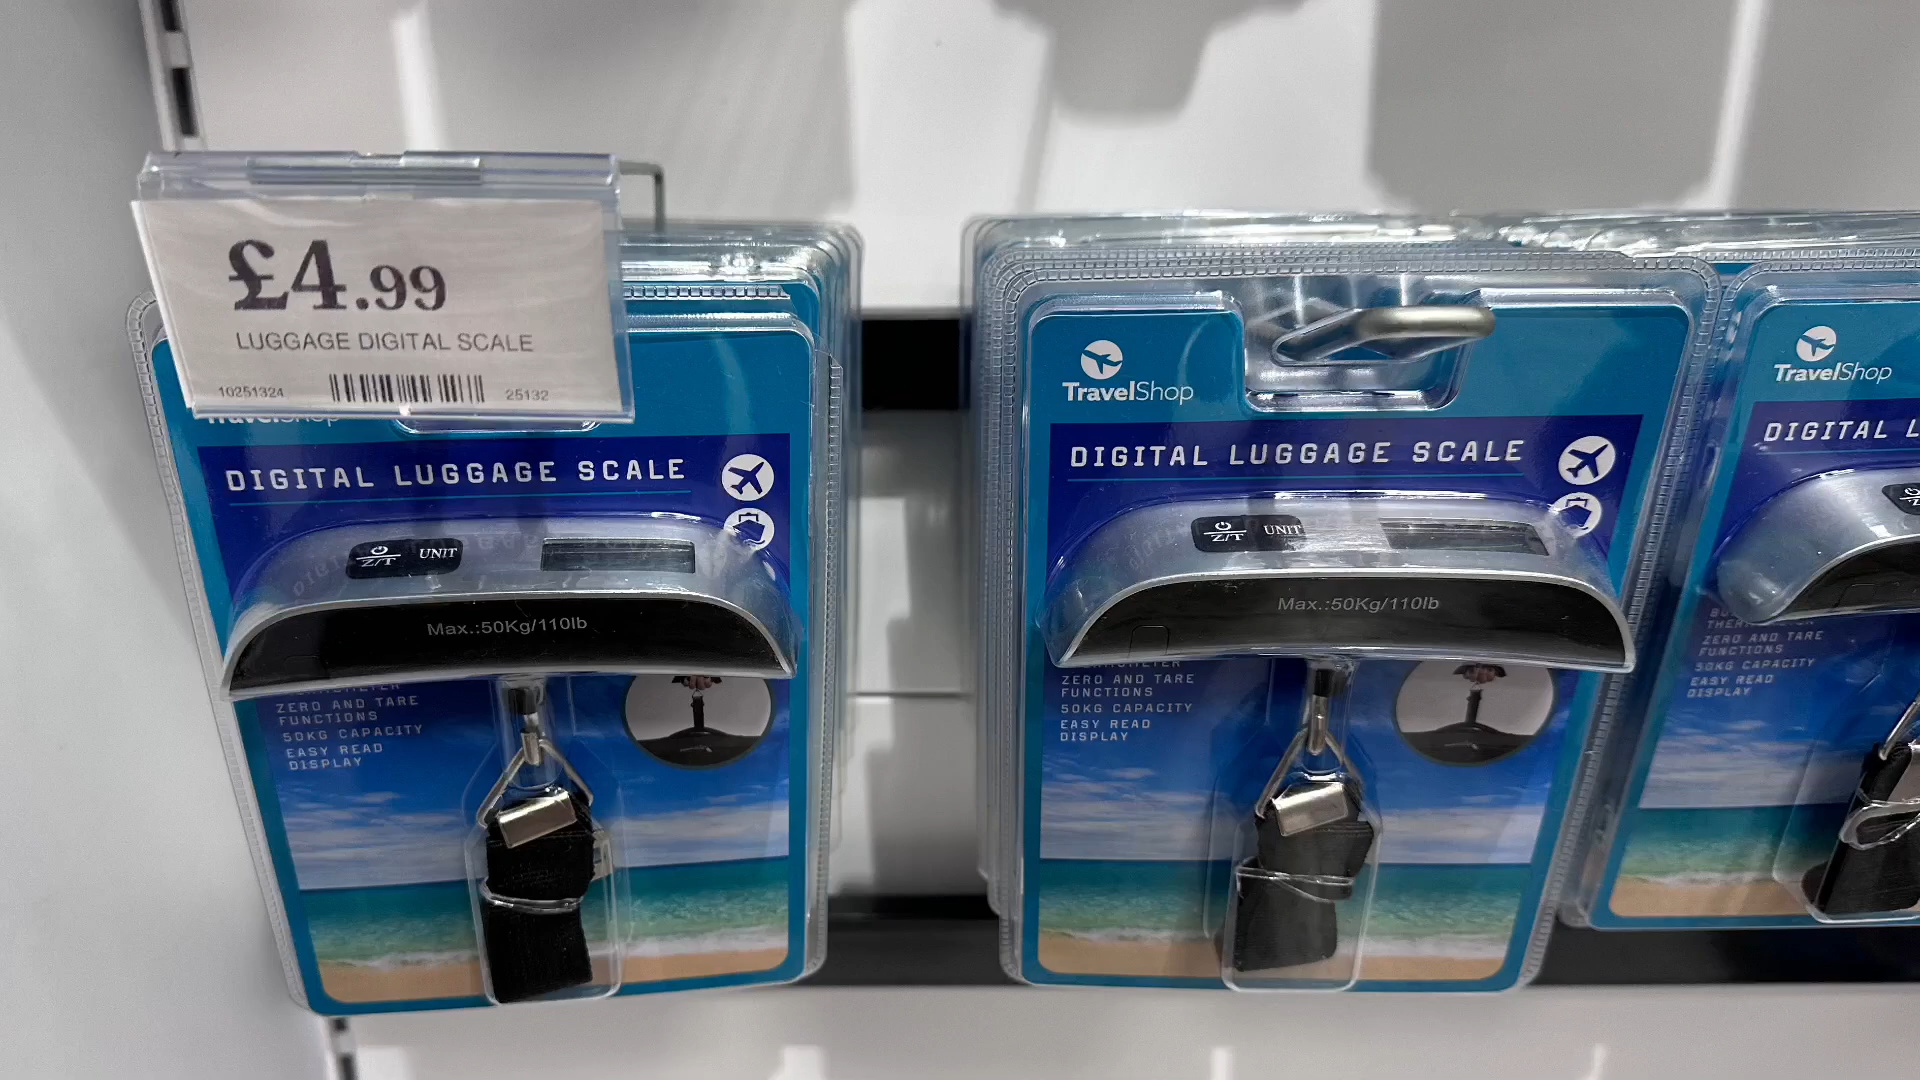 £4.99
LUGGAGE DIGITAL SCALE
10251324 25132
TravelShop
DIGITAL LUGGAGE SCALE
Z/T UNIT
Max.:50Kg/110lb
ZERO AND TARE
FUNCTIONS
50KG CAPACITY
EASY READ
DISPLAY
TravelShop
DIGITAL LUGGAGE SCALE
Z/T UNIT
Max.:50Kg/110lb
ZERO AND TARE
FUNCTIONS
50KG CAPACITY
EASY READ
DISPLAY
TravelShop
DIGITAL L
ZERO AND TARE
FUNCTIONS
50KG CAPACITY
EASY READ
DISPLAY